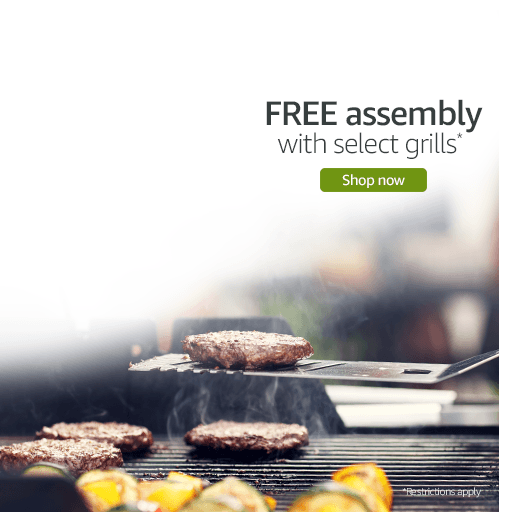 FREE assembly
with select grills*
Shop now
*Restrictions apply